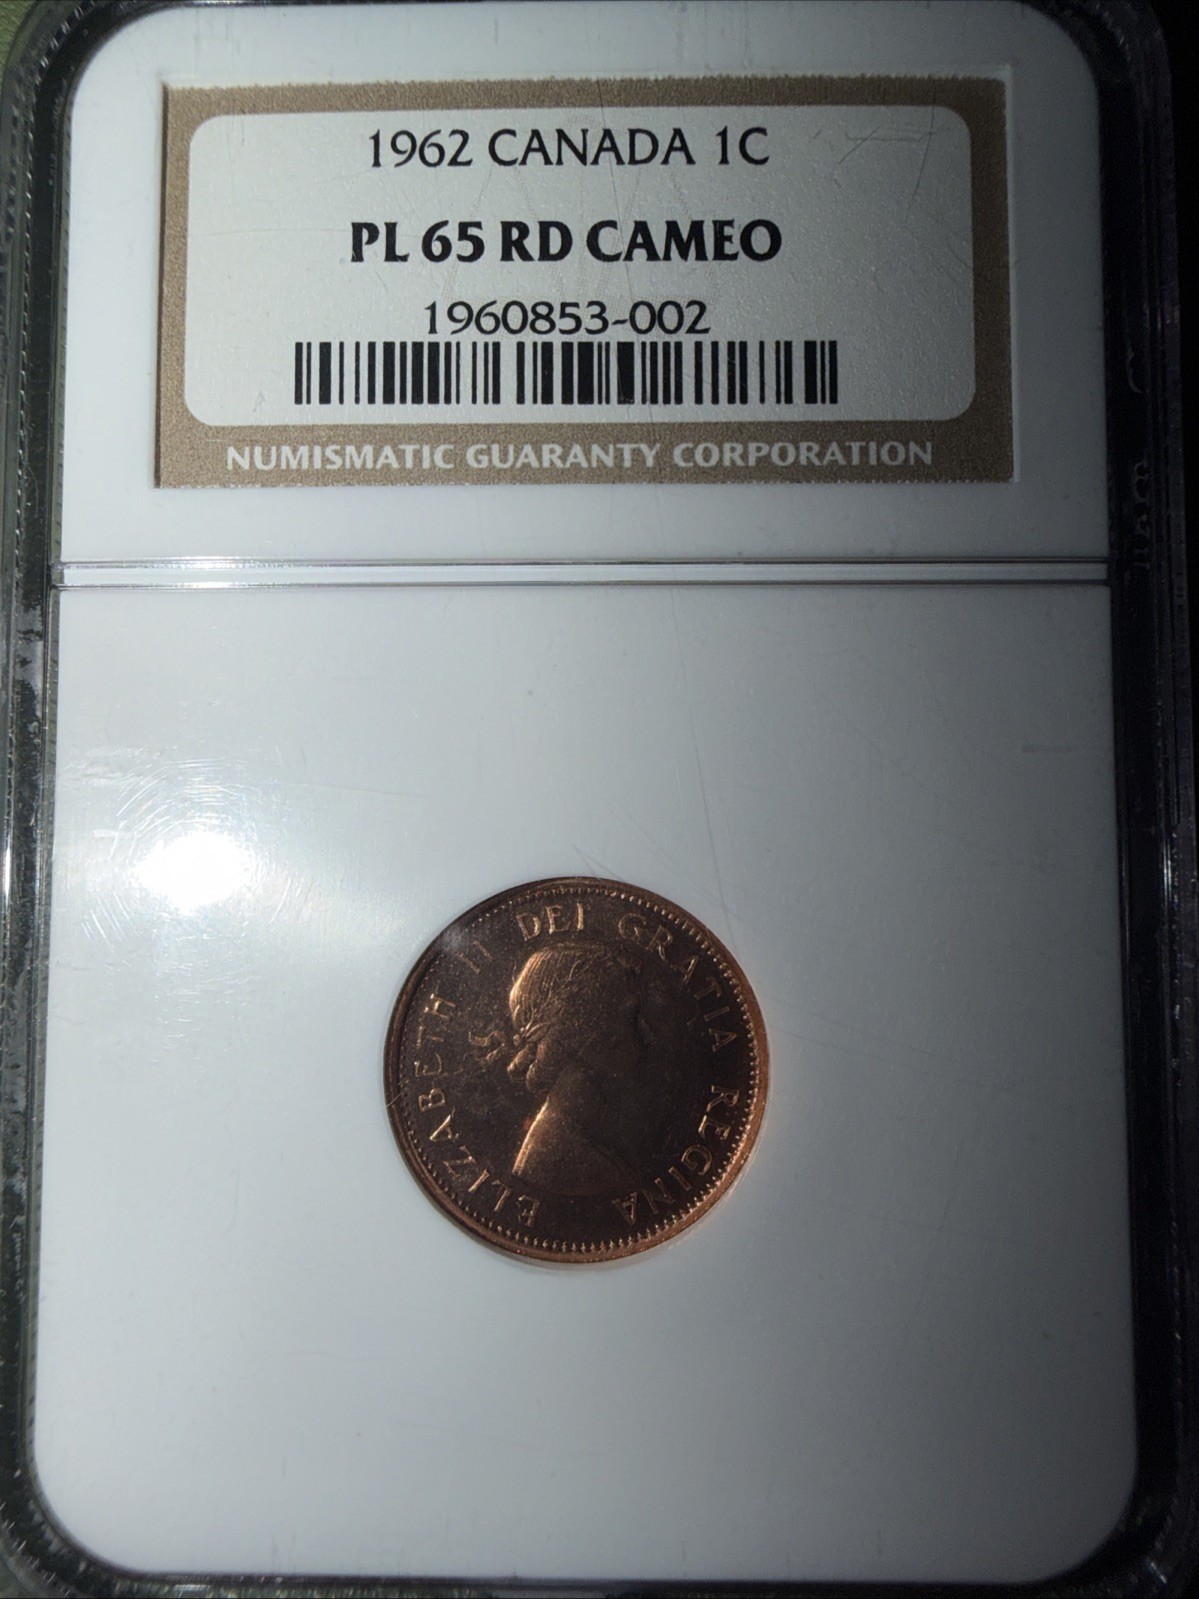 1962 CANADA 1C
PL 65 RD CAMEO
1960853-002
NUMISMATIC GUARANTY CORPORATION
ELIZABETH II DEI GRATIA REGINA